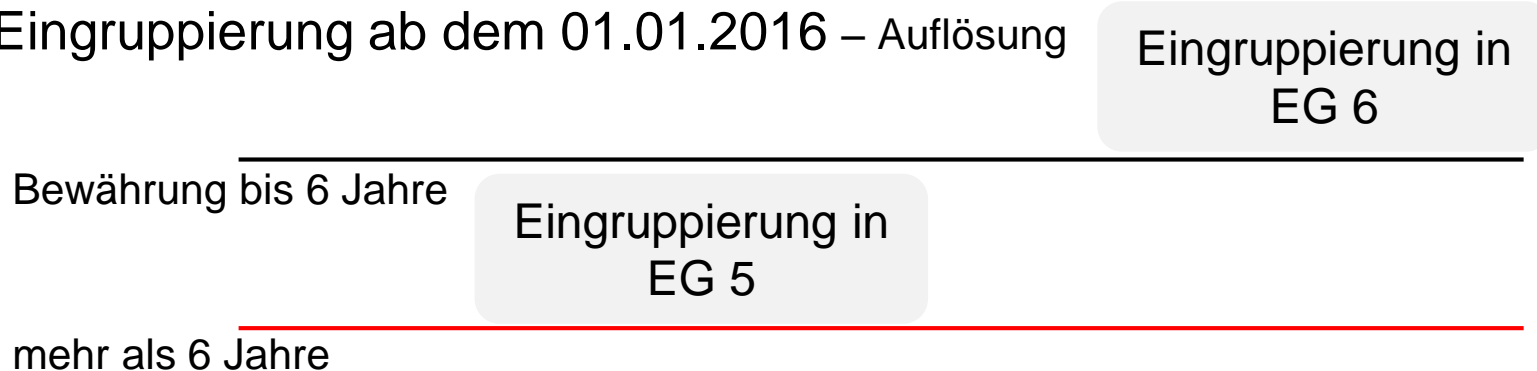 Eingruppierung ab dem 01.01.2016 – Auflösung
Eingruppierung in
EG 6
Bewährung bis 6 Jahre
Eingruppierung in
EG 5
mehr als 6 Jahre